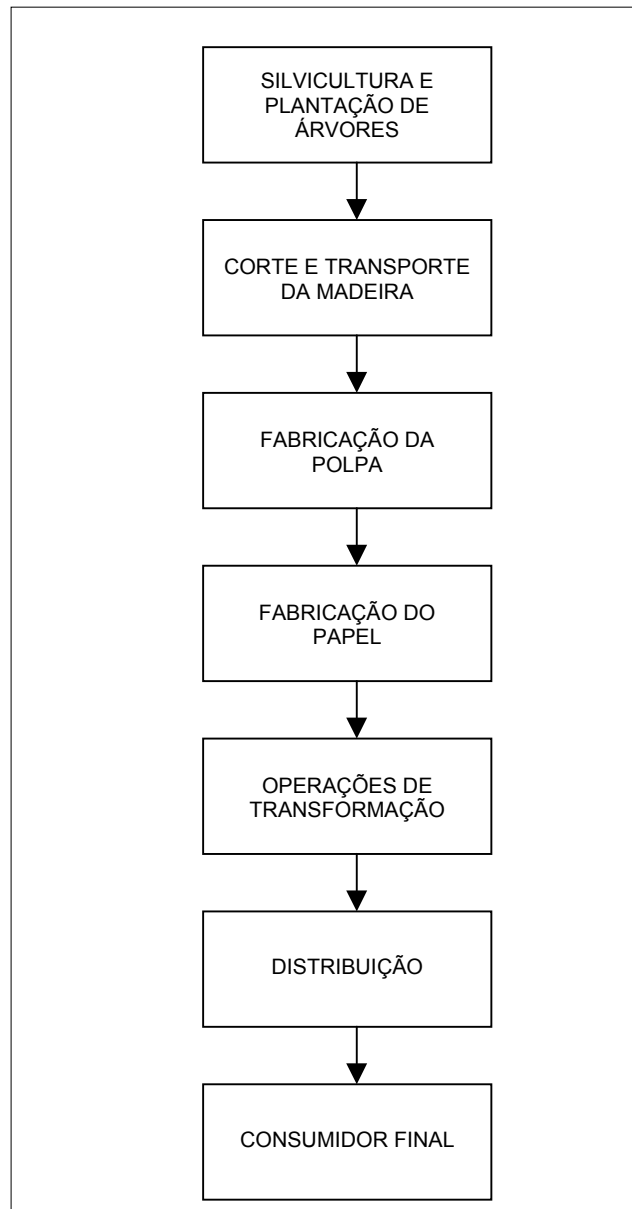 SILVICULTURA E
PLANTAÇÃO DE
ÁRVORES
CORTE E TRANSPORTE
DA MADEIRA
FABRICAÇÃO DA
POLPA
FABRICAÇÃO DO
PAPEL
OPERAÇÕES DE
TRANSFORMAÇÃO
DISTRIBUIÇÃO
CONSUMIDOR FINAL